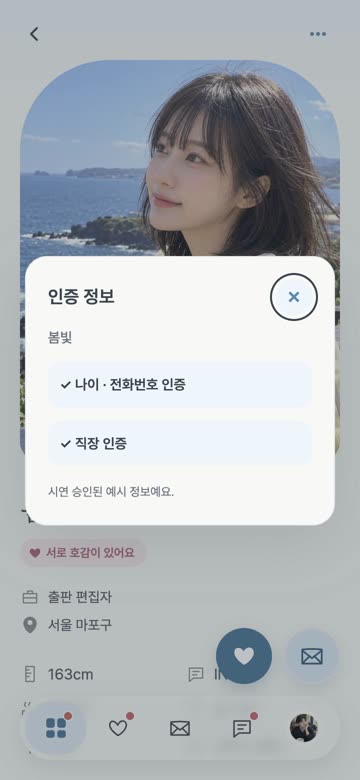 인증 정보
봄빛
✓ 나이 · 전화번호 인증
✓ 직장 인증
시연 승인된 예시 정보예요.
서로 호감이 있어요
출판 편집자
서울 마포구
163cm